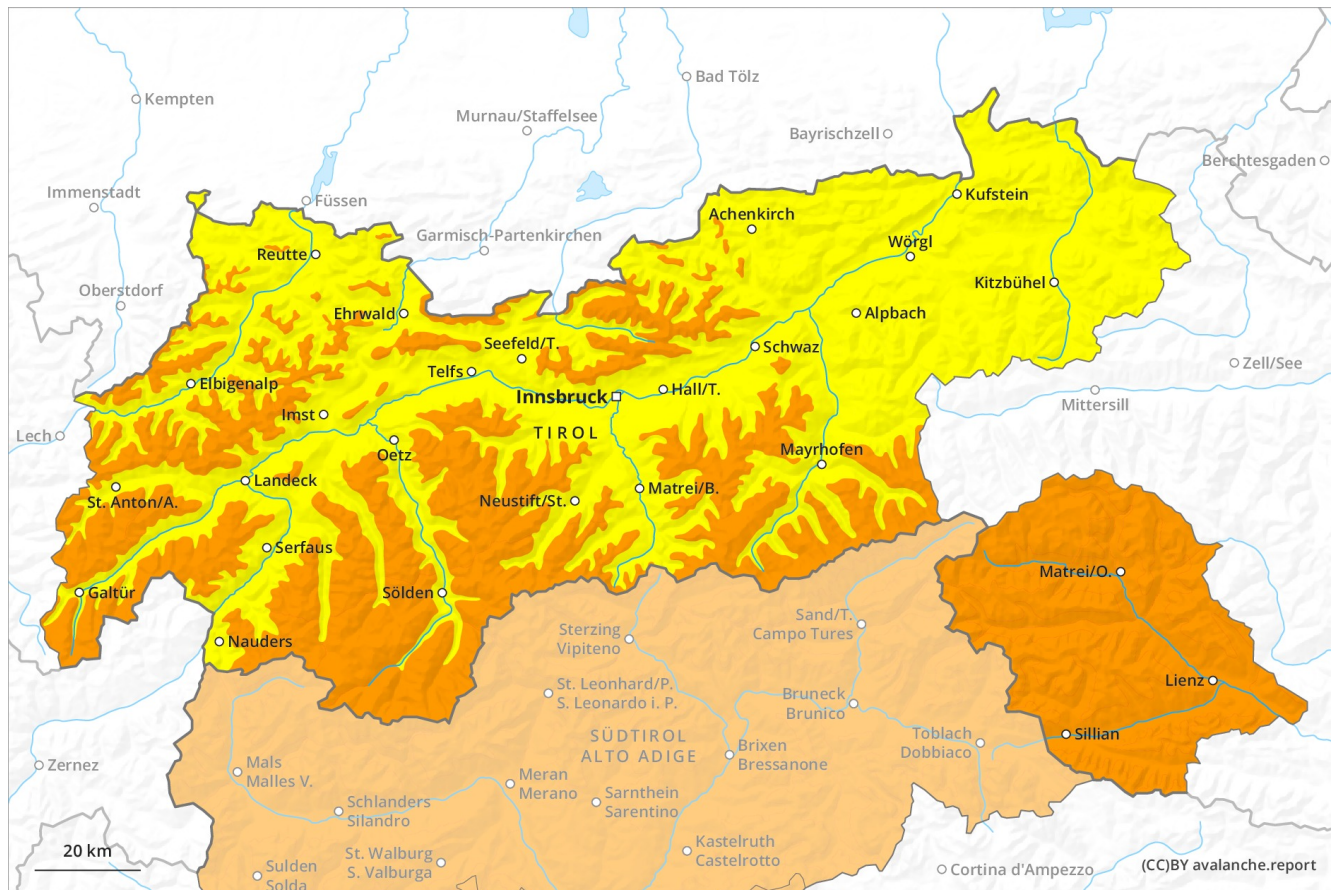 Kempten
Bad Tölz
Murnau/Staffelsee
Bayrischzell
Berchtesgaden
Immenstadt
Füssen
Kufstein
Achenkirch
Garmisch-Partenkirchen
Reutte
Wörgl
Oberstdorf
Kitzbühel
Ehrwald
Alpbach
Seefeld/T.
Schwaz
Zell/See
Telfs
Elbigenalp
Hall/T.
Mittersill
Innsbruck
Imst
Lech
TIROL
Oetz
Mayrhofen
Landeck
St. Anton/A.
Matrei/B.
Neustift/St.
Serfaus
Matrei/O.
Galtür
Sölden
Sand/T.
Campo Tures
Sterzing
Vipiteno
Nauders
Lienz
St. Leonhard/P.
S. Leonardo i. P.
Bruneck
Brunico
Sillian
SÜDTIROL
ALTO ADIGE
Toblach
Dobbiaco
Brixen
Bressanone
Zernez
Mals
Malles V.
Meran
Merano
Sarnthein
Sarentino
Schlanders
Silandro
Kastelruth
Castelrotto
20 km
St. Walburg
S. Valburga
Sulden
Solda
Cortina d'Ampezzo
(CC)BY avalanche.report